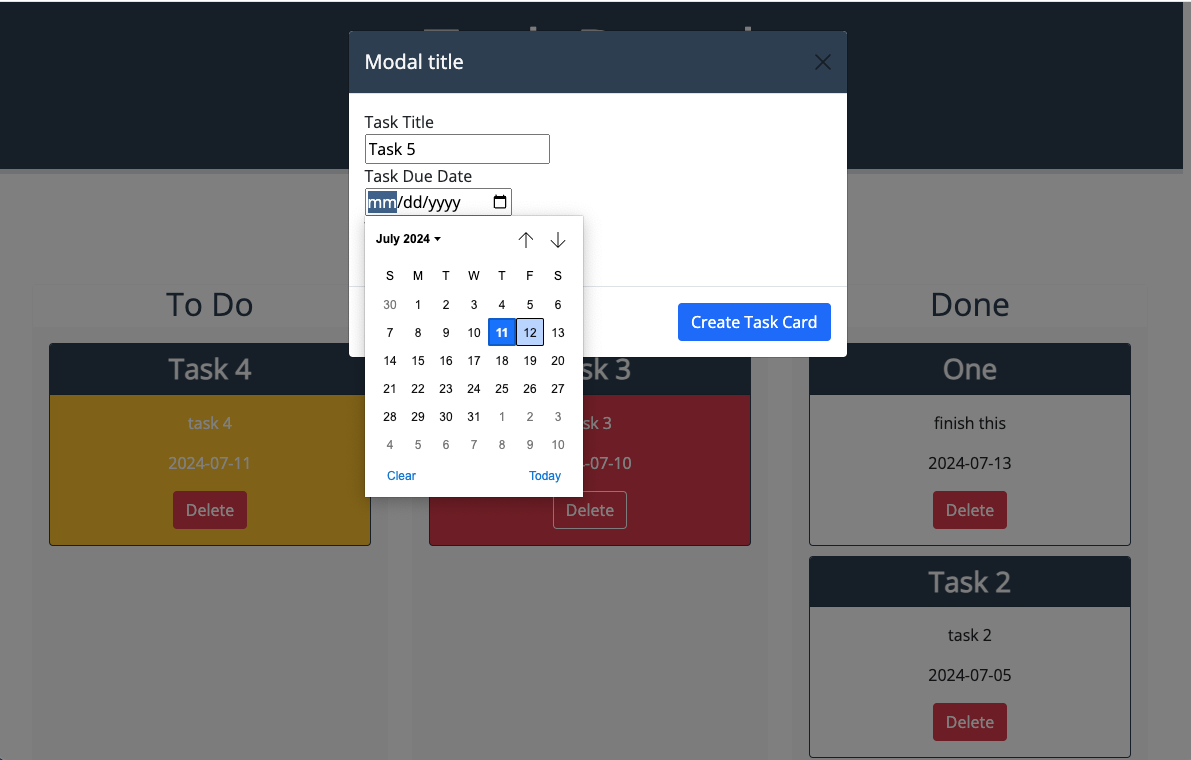 Modal title
Task Title
Task 5
Task Due Date
mm/dd/yyyy
July 2024
S M T W T F S
30 1 2 3 4 5 6
7 8 9 10 11 12 13
14 15 16 17 18 19 20
21 22 23 24 25 26 27
28 29 30 31 1 2 3
4 5 6 7 8 9 10
Clear Today
Create Task Card
To Do
Task 4
task 4
2024-07-11
Delete
sk 3
sk 3
-07-10
Delete
Done
One
finish this
2024-07-13
Delete
Task 2
task 2
2024-07-05
Delete